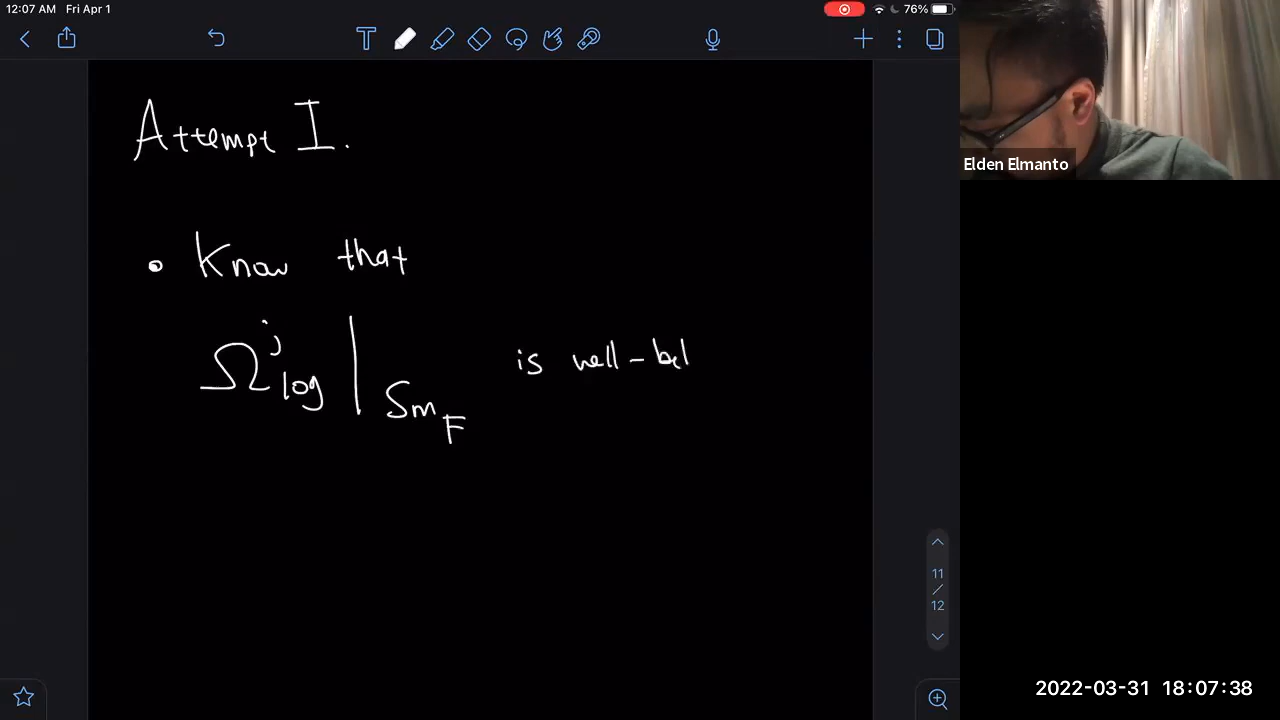 12:07 AM Fri Apr 1
76%
Attempt I.
Elden Elmanto
• Know that
Ω^j_log |_{Sm_F} is well-bel
11
/
12
2022-03-31 18:07:38